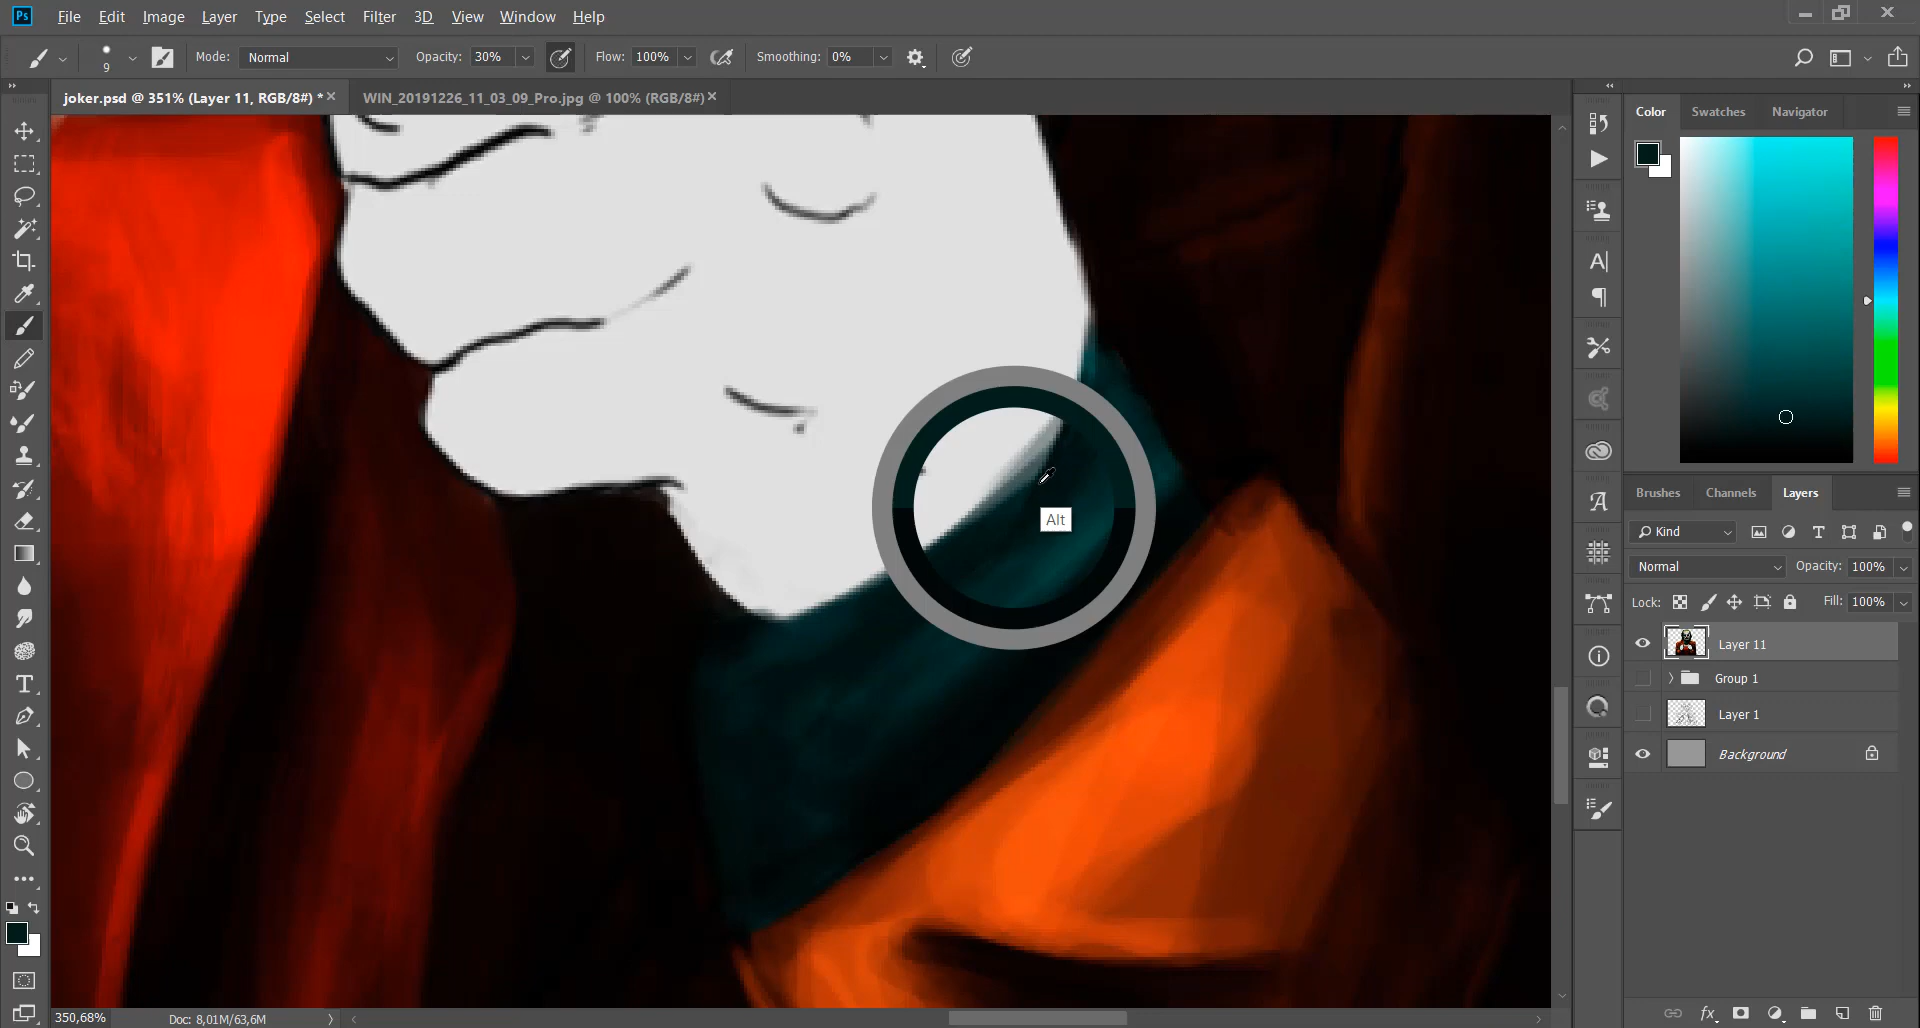 Ps File Edit Image Layer Type Select Filter 3D View Window Help
9 Mode: Normal Opacity: 30% Flow: 100% Smoothing: 0%
joker.psd @ 351% (Layer 11, RGB/8#) * × WIN_20191226_11_03_09_Pro.jpg @ 100% (RGB/8#) ×
Color Swatches Navigator
Alt
Brushes Channels Layers
Kind
Normal Opacity: 100%
Lock: Fill: 100%
Layer 11
Group 1
Layer 1
Background
350,68% Doc: 8,01M/63,6M